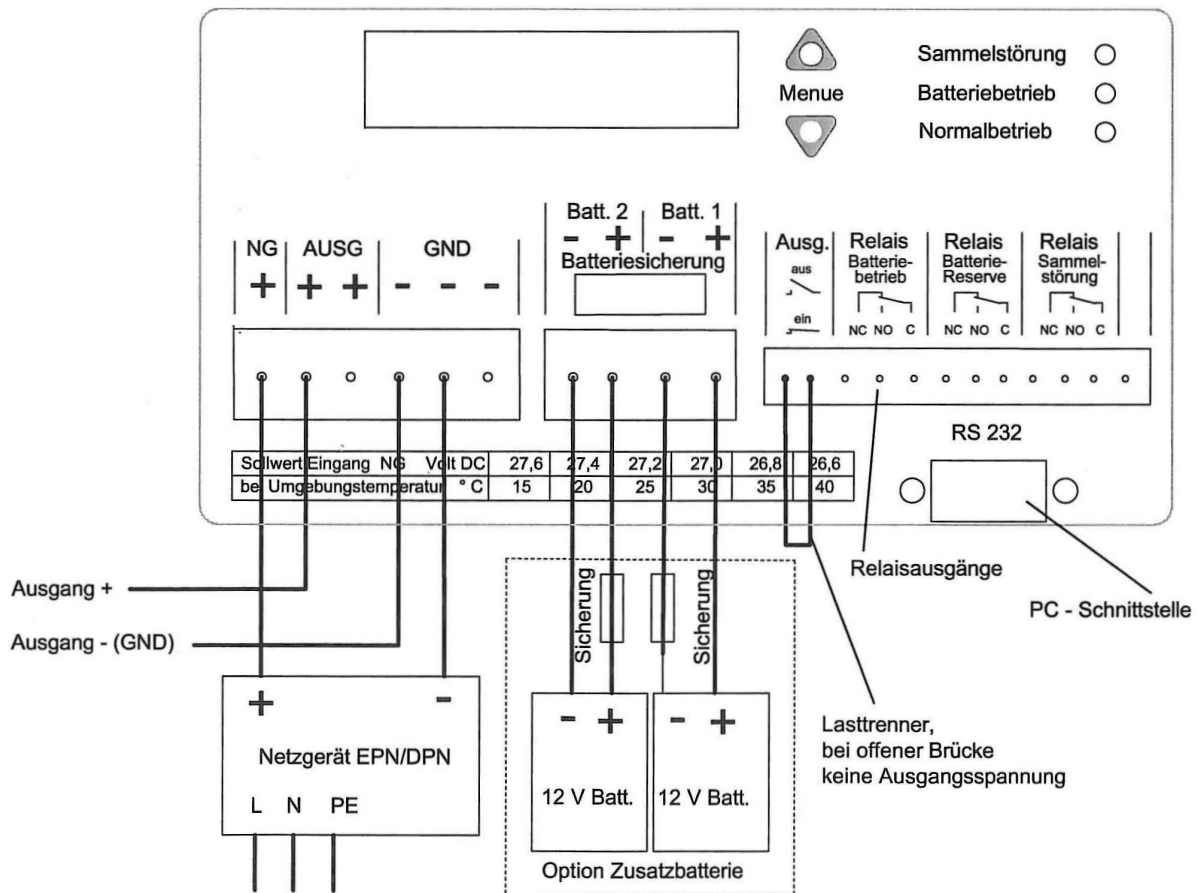 Sammelstörung
Menue
Batteriebetrieb
Normalbetrieb
NG
AUSG
GND
+
+ +
- - -
Batt. 2
Batt. 1
- +
- +
Batteriesicherung
Ausg.
aus
ein
Relais
Batterie-
betrieb
NC NO C
Relais
Batterie-
Reserve
NC NO C
Relais
Sammel-
störung
NC NO C
RS 232
Sollwert Eingang NG Volt DC 27,6 27,4 27,2 27,0 26,8 26,6
bei Umgebungstemperatur ° C 15 20 25 30 35 40
Ausgang +
Ausgang - (GND)
Sicherung
Sicherung
Relaisausgänge
PC - Schnittstelle
+ -
Netzgerät EPN/DPN
L N PE
- +
12 V Batt.
- +
12 V Batt.
Option Zusatzbatterie
Lasttrenner,
bei offener Brücke
keine Ausgangsspannung